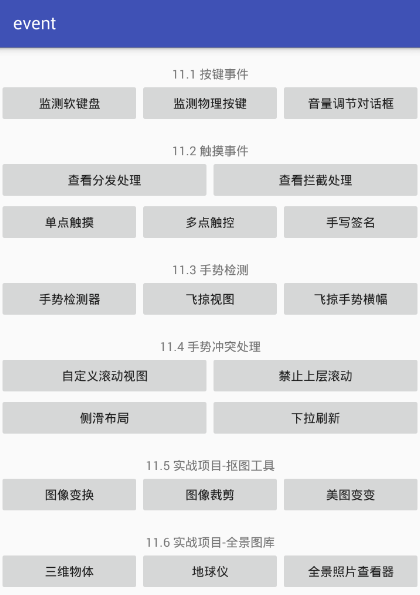 event
11.1 按键事件
监测软键盘 监测物理按键 音量调节对话框
11.2 触摸事件
查看分发处理 查看拦截处理
单点触摸 多点触控 手写签名
11.3 手势检测
手势检测器 飞掠视图 飞掠手势横幅
11.4 手势冲突处理
自定义滚动视图 禁止上层滚动
侧滑布局 下拉刷新
11.5 实战项目-抠图工具
图像变换 图像裁剪 美图变变
11.6 实战项目-全景图库
三维物体 地球仪 全景照片查看器